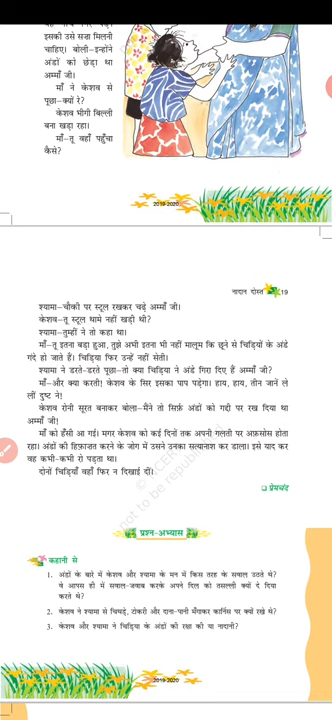 इसकी उसे सजा मिलनी
चाहिए। बोली–इन्होंने
अंडों को छेड़ा था
अम्माँ जी।
माँ ने केशव से
पूछा–क्यों रे?
केशव भीगी बिल्ली
बना खड़ा रहा।
माँ–तू वहाँ पहुँचा
कैसे?
2019-2020
नादान दोस्त 19
श्यामा–चौकी पर स्टूल रखकर चढ़े अम्माँ जी।
केशव–तू स्टूल थामे नहीं खड़ी थी?
श्यामा–तुम्हीं ने तो कहा था।
माँ–तू इतना बड़ा हुआ, तुझे अभी इतना भी नहीं मालूम कि छूने से चिड़ियों के अंडे
गंदे हो जाते हैं। चिड़िया फिर उन्हें नहीं सेती।
श्यामा ने डरते-डरते पूछा–तो क्या चिड़िया ने अंडे गिरा दिए हैं अम्माँ जी?
माँ–और क्या करती! केशव के सिर इसका पाप पड़ेगा। हाय, हाय, तीन जानें ले
लीं दुष्ट ने!
केशव रोनी सूरत बनाकर बोला–मैंने तो सिर्फ़ अंडों को गद्दी पर रख दिया था
अम्माँ जी!
माँ को हँसी आ गई। मगर केशव को कई दिनों तक अपनी गलती पर अफ़सोस होता
रहा। अंडों की हिफ़ाजत करने के जोग में उसने उनका सत्यानाश कर डाला। इसे याद कर
वह कभी-कभी रो पड़ता था।
दोनों चिड़ियाँ वहाँ फिर न दिखाई दीं।
प्रेमचंद
not to be republished
प्रश्न-अभ्यास
कहानी से
1. अंडों के बारे में केशव और श्यामा के मन में किस तरह के सवाल उठते थे?
वे आपस ही में सवाल-जवाब करके अपने दिल को तसल्ली क्यों दे दिया
करते थे?
2. केशव ने श्यामा से चिथड़े, टोकरी और दाना-पानी मँगाकर कार्निस पर क्यों रखे थे?
3. केशव और श्यामा ने चिड़िया के अंडों की रक्षा की या नादानी?
2019-2020